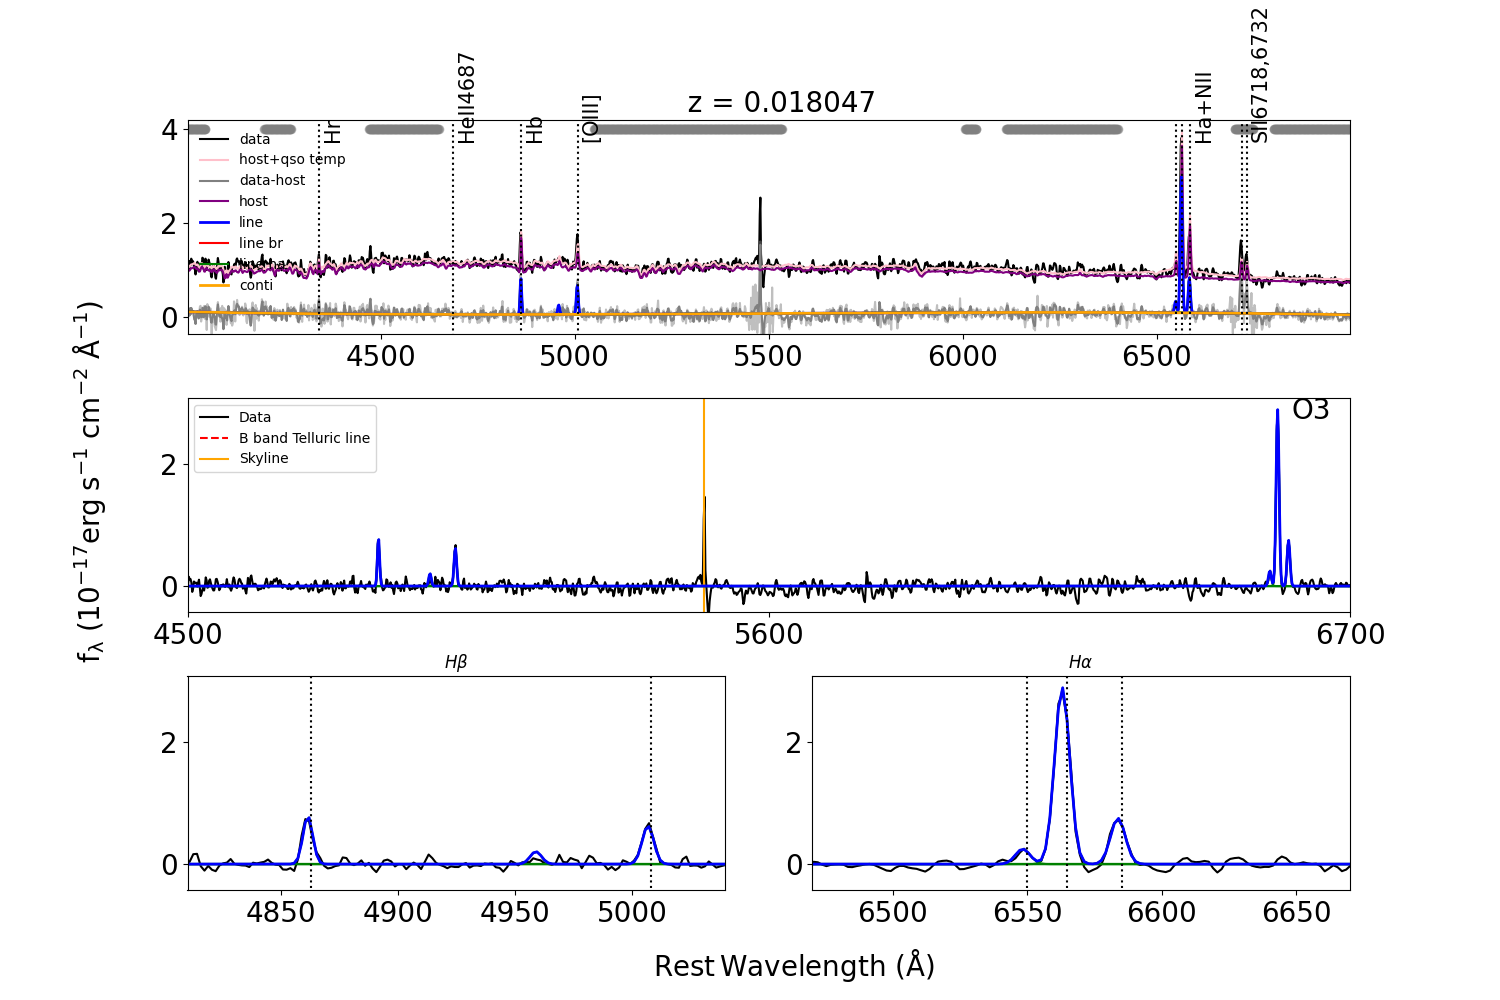 z = 0.018047
Hr
HeII4687
Hb
[OIII]
Ha+NII
SII6718,6732
4
2
0
data
host+qso temp
data-host
host
line
line br
conti
4500
5000
5500
6000
6500
fλ (10−17erg s−1 cm−2 Å−1)
2
0
Data
B band Telluric line
Skyline
O3
4500
5600
6700
Hβ
2
0
4850
4900
4950
5000
Hα
2
0
6500
6550
6600
6650
Rest Wavelength (Å)